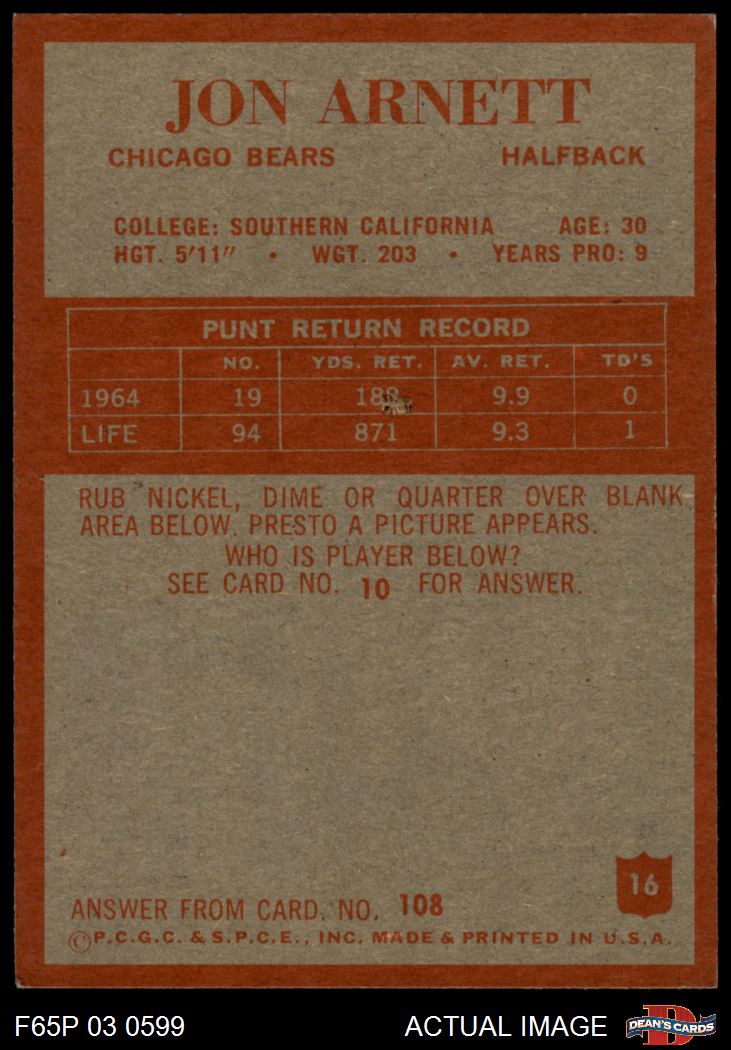 JON ARNETT
CHICAGO BEARS HALFBACK
COLLEGE: SOUTHERN CALIFORNIA AGE: 30
HGT. 5'11" • WGT. 203 • YEARS PRO: 9
PUNT RETURN RECORD
NO. YDS. RET. AV. RET. TD'S
1964 19 188 9.9 0
LIFE 94 871 9.3 1
RUB NICKEL, DIME OR QUARTER OVER BLANK
AREA BELOW. PRESTO A PICTURE APPEARS.
WHO IS PLAYER BELOW?
SEE CARD NO. 10 FOR ANSWER.
16
ANSWER FROM CARD. NO. 108
©P.C.G.C. & S.P.C.E., INC. MADE & PRINTED IN U.S.A.
F65P 03 0599 ACTUAL IMAGE D DEAN'S CARDS